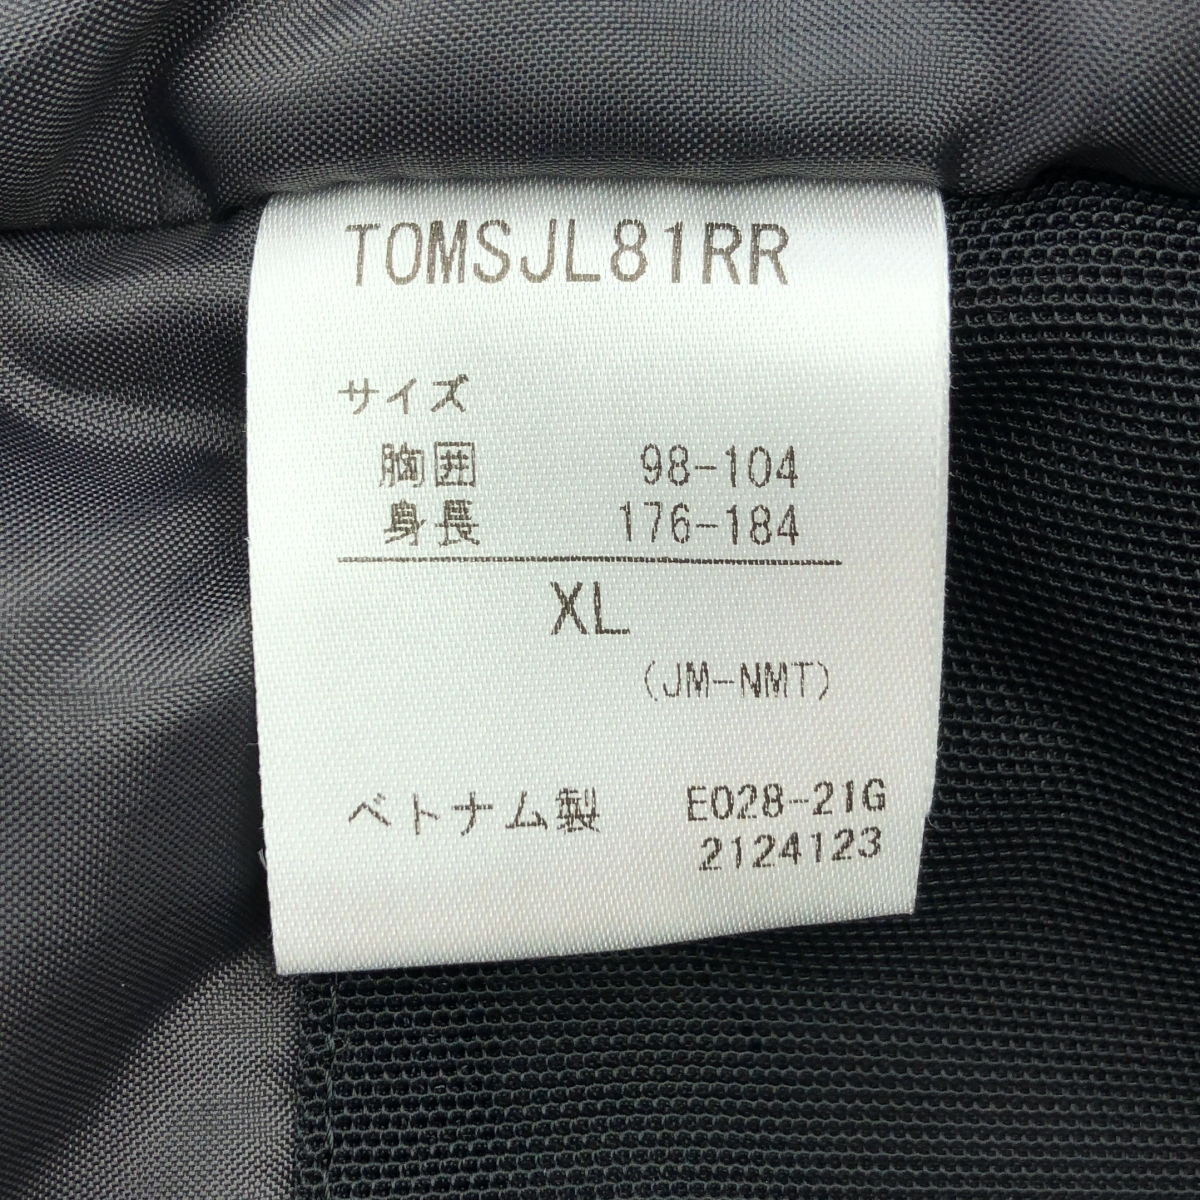 TOMSJL81RR
サイズ
胸囲 98-104
身長 176-184
XL
(JM-NMT)
ベトナム製 E028-21G
2124123